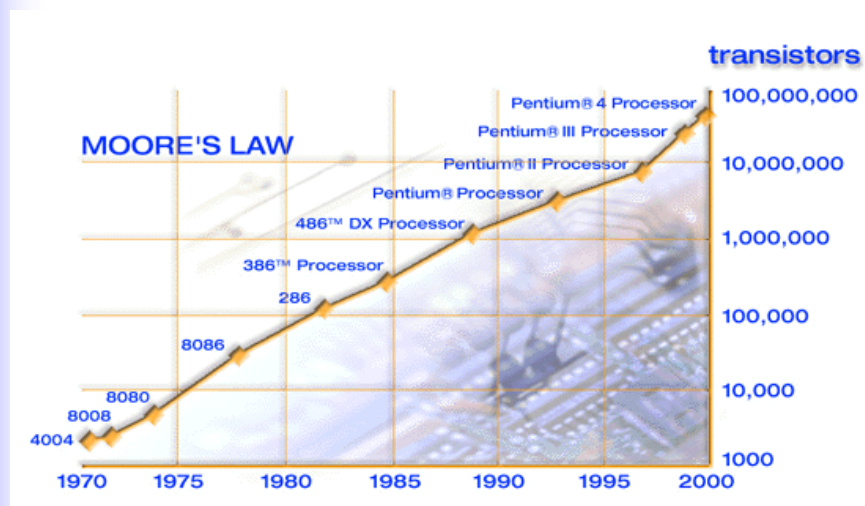 transistors
100,000,000
Pentium® 4 Processor
Pentium® III Processor
MOORE'S LAW
10,000,000
Pentium® II Processor
Pentium® Processor
486™ DX Processor
1,000,000
386™ Processor
286
100,000
8086
10,000
8080
8008
4004
1000
1970 1975 1980 1985 1990 1995 2000